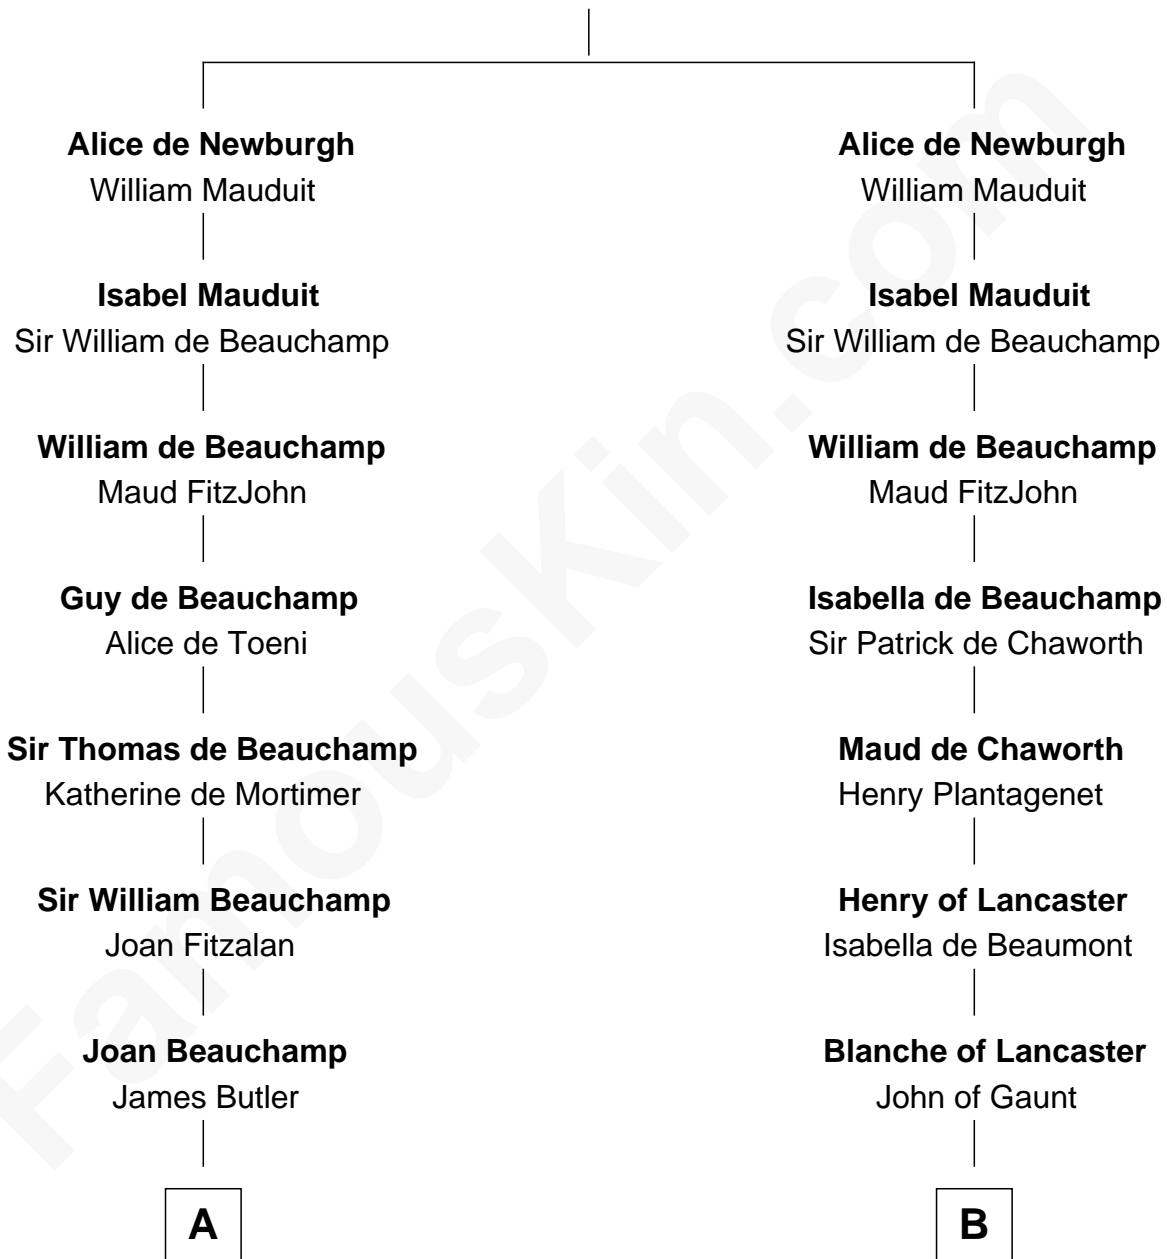 Alice de Newburgh
William Mauduit
Isabel Mauduit
Sir William de Beauchamp
William de Beauchamp
Maud FitzJohn
Guy de Beauchamp
Alice de Toeni
Sir Thomas de Beauchamp
Katherine de Mortimer
Sir William Beauchamp
Joan Fitzalan
Joan Beauchamp
James Butler
A
Alice de Newburgh
William Mauduit
Isabel Mauduit
Sir William de Beauchamp
William de Beauchamp
Maud FitzJohn
Isabella de Beauchamp
Sir Patrick de Chaworth
Maud de Chaworth
Henry Plantagenet
Henry of Lancaster
Isabella de Beaumont
Blanche of Lancaster
John of Gaunt
B
FamousKin.com